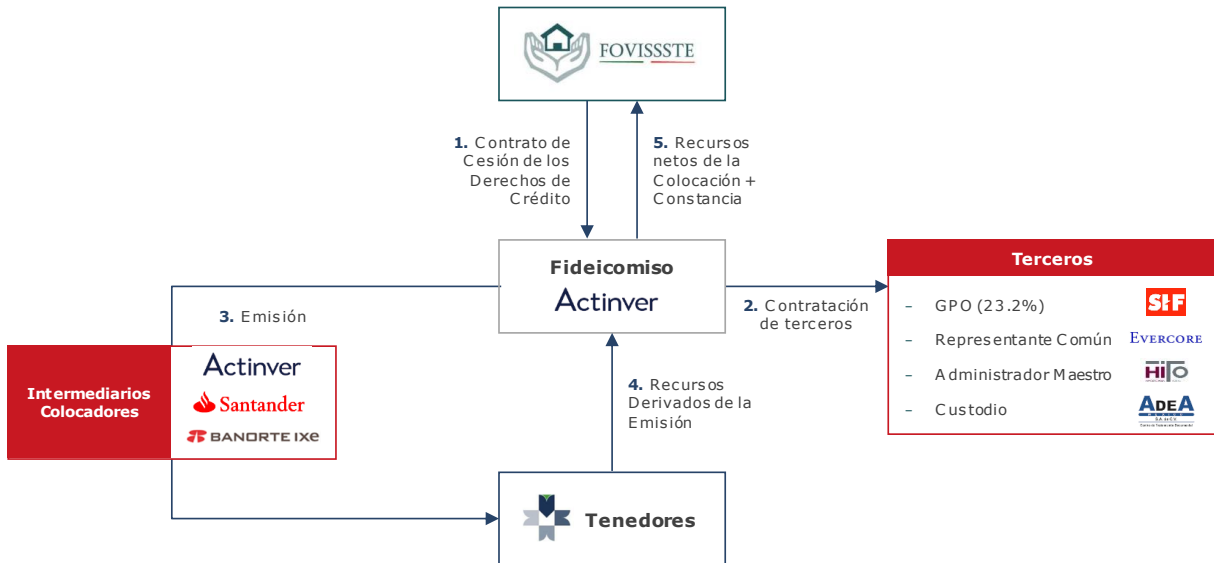 FOVISSSTE
1. Contrato de
Cesión de los
Derechos de
Crédito
5. Recursos
netos de la
Colocación +
Constancia
Fideicomiso
Actinver
Terceros
– GPO (23.2%)
SHF
– Representante Común
EVERCORE
– Administrador Maestro
HiTo
– Custodio
ADEA
2. Contratación
de terceros
3. Emisión
Intermediarios
Colocadores
Actinver
Santander
BANORTE IXE
4. Recursos
Derivados de la
Emisión
Tenedores